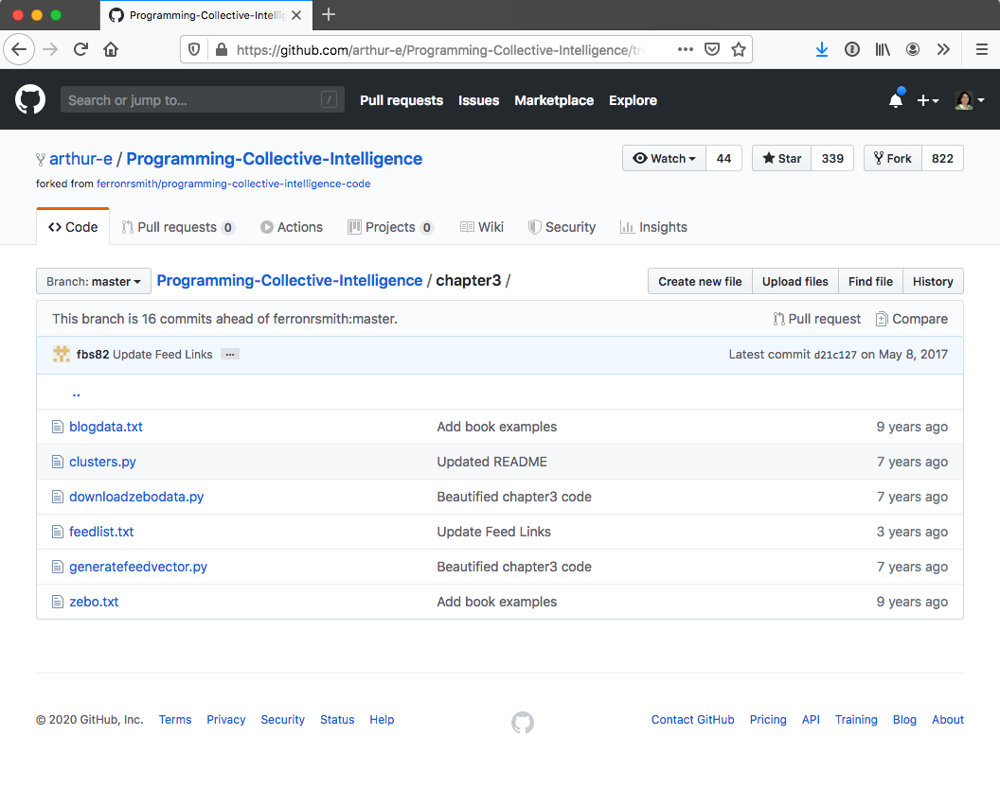 Programming-Collective-Intellig
https://github.com/arthur-e/Programming-Collective-Intelligence/tr
Search or jump to… / Pull requests Issues Marketplace Explore
arthur-e / Programming-Collective-Intelligence Watch 44 Star 339 Fork 822
forked from ferronrsmith/programming-collective-intelligence-code
<> Code Pull requests 0 Actions Projects 0 Wiki Security Insights
Branch: master Programming-Collective-Intelligence / chapter3 / Create new file Upload files Find file History
This branch is 16 commits ahead of ferronrsmith:master. Pull request Compare
fbs82 Update Feed Links … Latest commit d21c127 on May 8, 2017
..
blogdata.txt Add book examples 9 years ago
clusters.py Updated README 7 years ago
downloadzebodata.py Beautified chapter3 code 7 years ago
feedlist.txt Update Feed Links 3 years ago
generatefeedvector.py Beautified chapter3 code 7 years ago
zebo.txt Add book examples 9 years ago
© 2020 GitHub, Inc. Terms Privacy Security Status Help Contact GitHub Pricing API Training Blog About